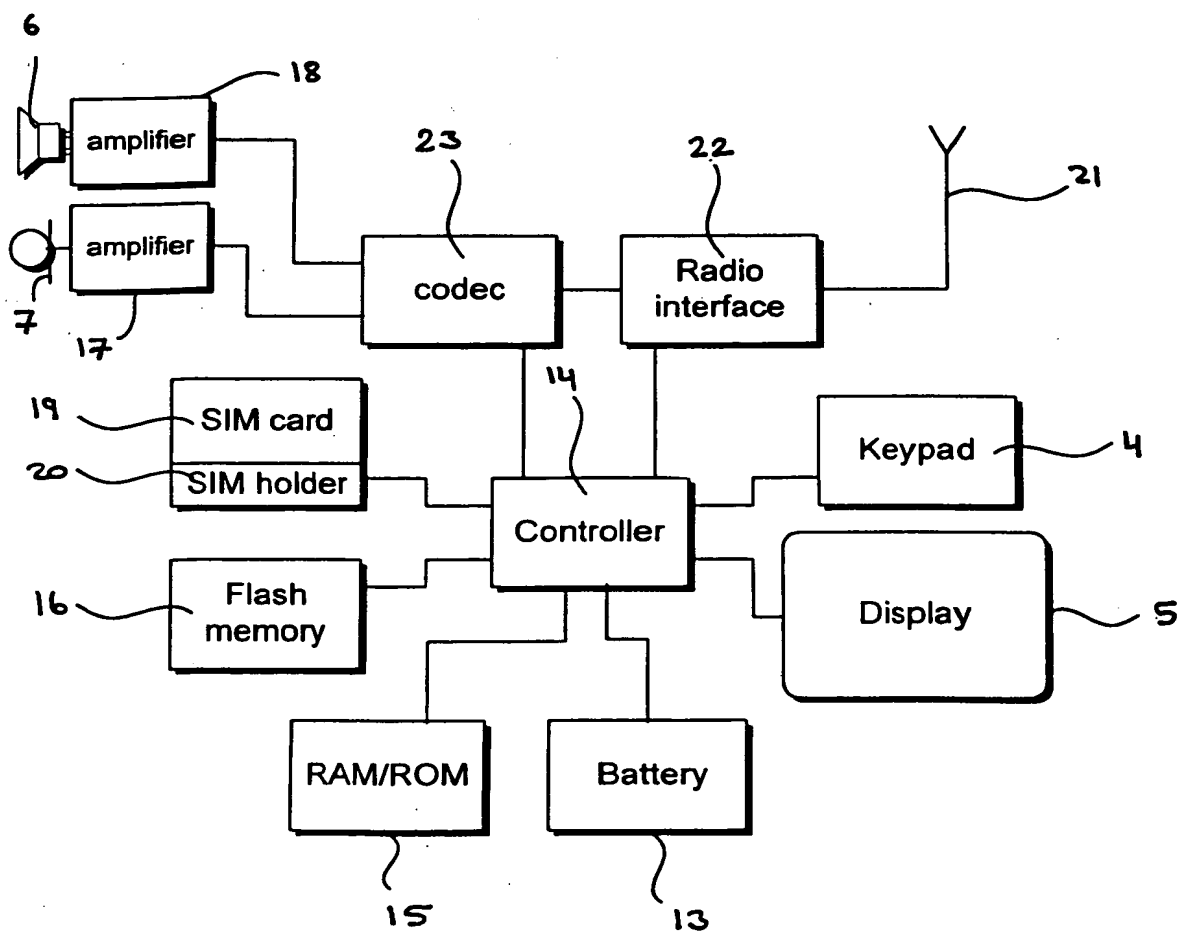 6
18
amplifier
23
22
21
amplifier
codec
Radio
interface
7
17
14
19
SIM card
Keypad
4
20
SIM holder
Controller
16
Flash
memory
Display
5
RAM/ROM
Battery
15
13